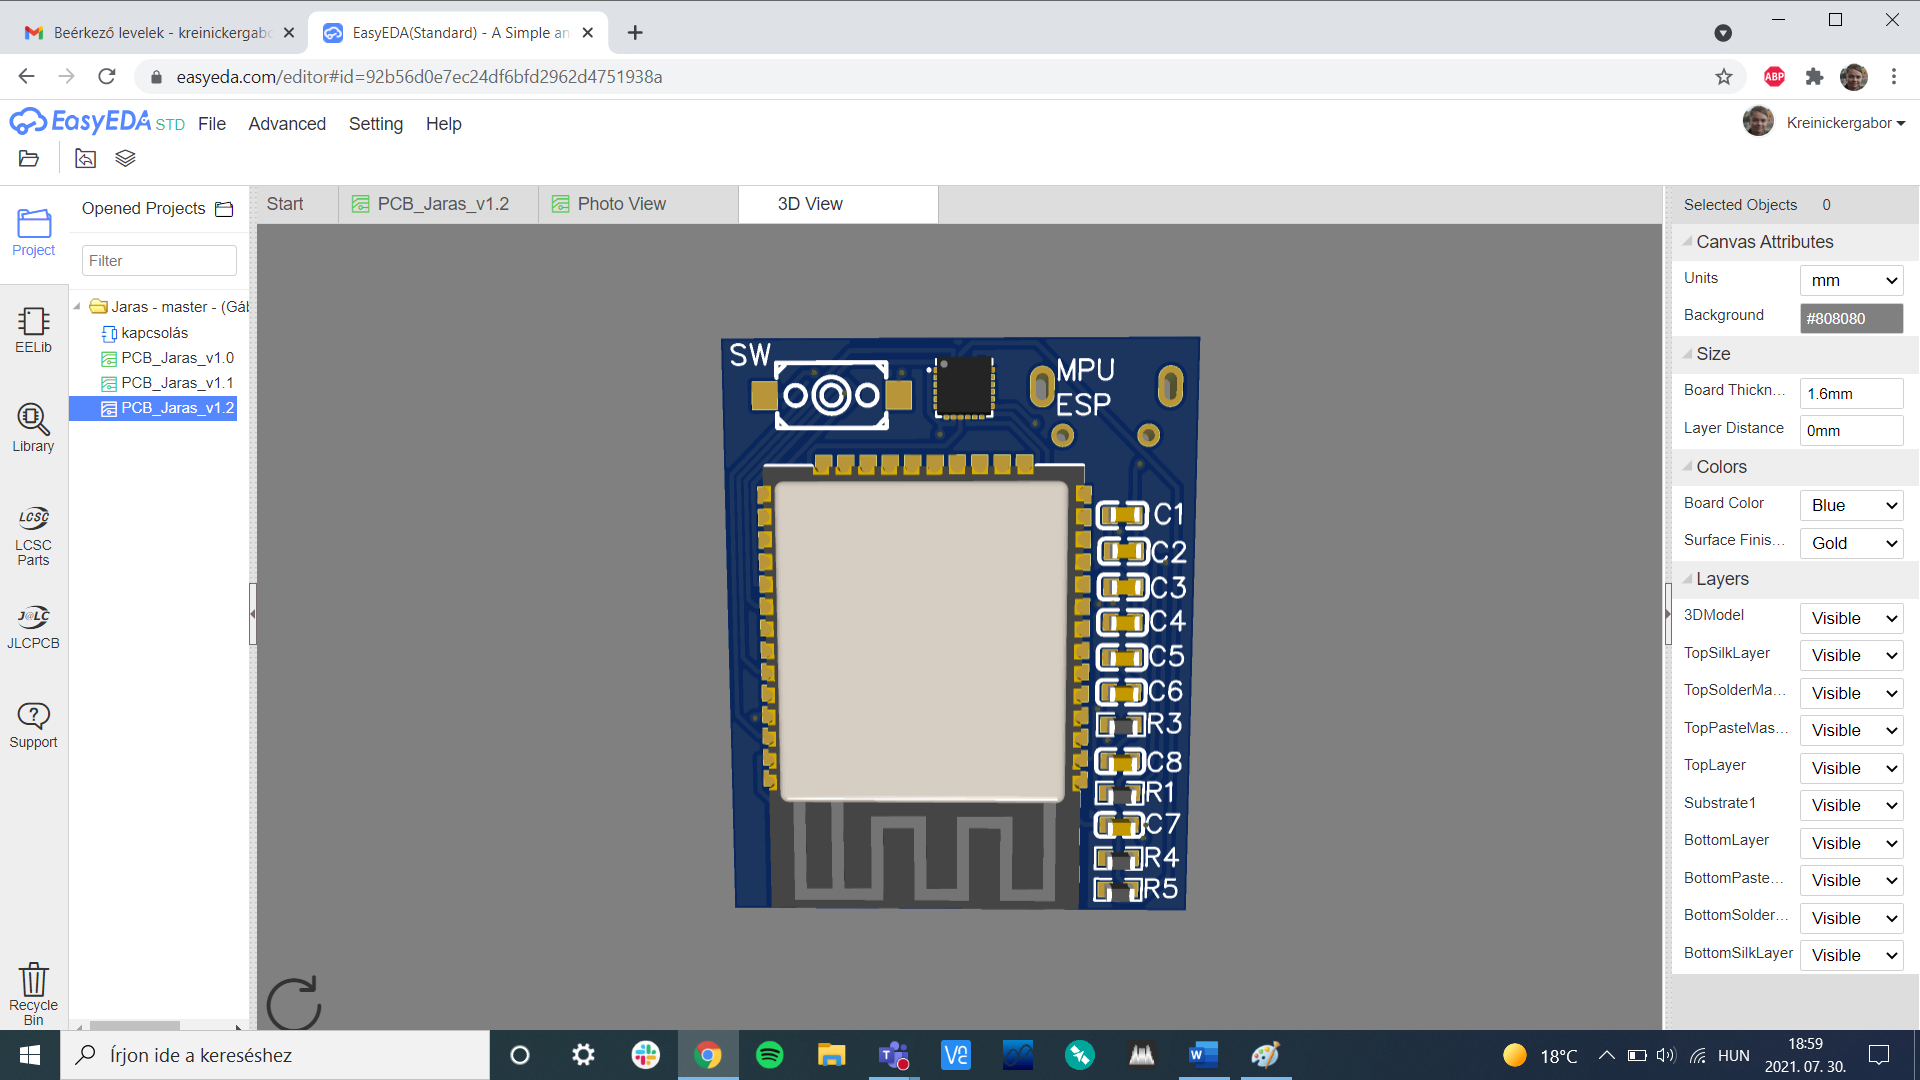 Beérkező levelek - kreinickergab
EasyEDA(Standard) - A Simple an
easyeda.com/editor#id=92b56d0e7ec24df6bfd2962d4751938a
ABP
EasyEDA STD File Advanced Setting Help
Kreinickergabor
Start PCB_Jaras_v1.2 Photo View 3D View
Opened Projects
Filter
Jaras - master - (Gáb
kapcsolás
PCB_Jaras_v1.0
PCB_Jaras_v1.1
PCB_Jaras_v1.2
Project
EELib
Library
LCSC
LCSC
Parts
J@LC
JLCPCB
Support
Recycle
Bin
SW
MPU
ESP
C1
C2
C3
C4
C5
C6
R3
C8
R1
C7
R4
R5
Selected Objects 0
Canvas Attributes
Units mm
Background #808080
Size
Board Thickn... 1.6mm
Layer Distance 0mm
Colors
Board Color Blue
Surface Finis... Gold
Layers
3DModel Visible
TopSilkLayer Visible
TopSolderMa... Visible
TopPasteMas... Visible
TopLayer Visible
Substrate1 Visible
BottomLayer Visible
BottomPaste... Visible
BottomSolder... Visible
BottomSilkLayer Visible
Írjon ide a kereséshez
18°C
HUN
18:59
2021. 07. 30.